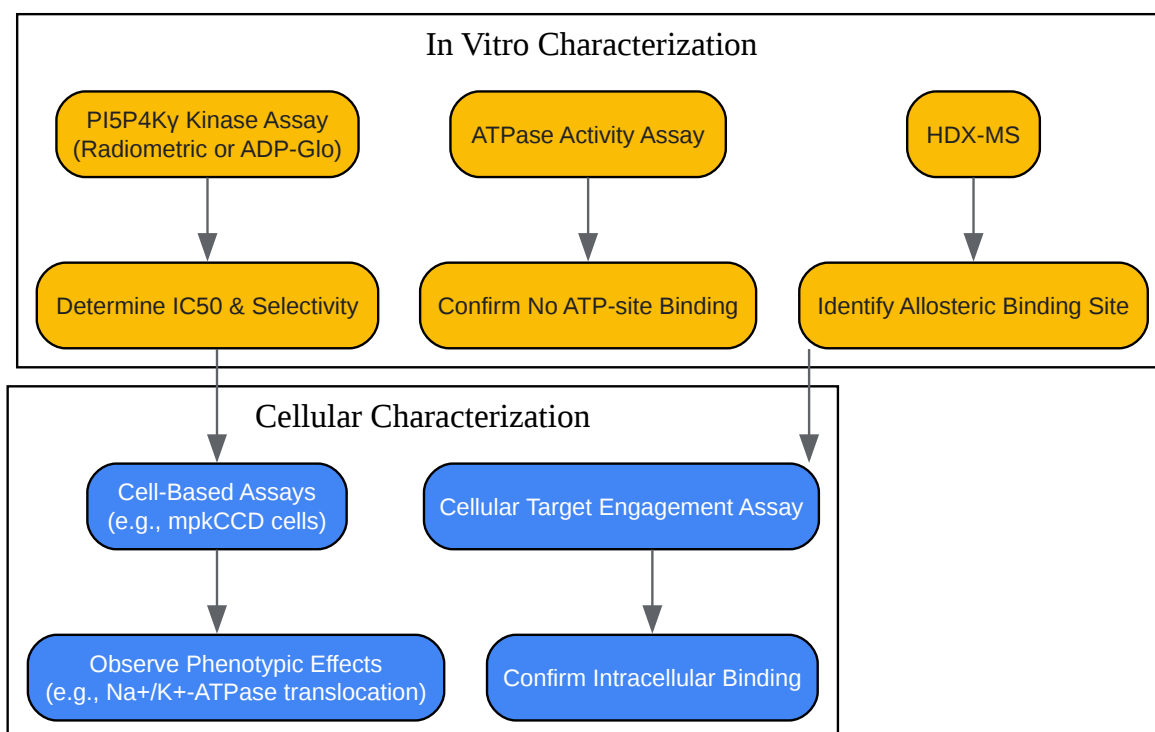 In Vitro Characterization
PI5P4Kγ Kinase Assay
(Radiometric or ADP-Glo)
ATPase Activity Assay
HDX-MS
Determine IC50 & Selectivity
Confirm No ATP-site Binding
Identify Allosteric Binding Site
Cellular Characterization
Cell-Based Assays
(e.g., mpkCCD cells)
Cellular Target Engagement Assay
Observe Phenotypic Effects
(e.g., Na+/K+-ATPase translocation)
Confirm Intracellular Binding